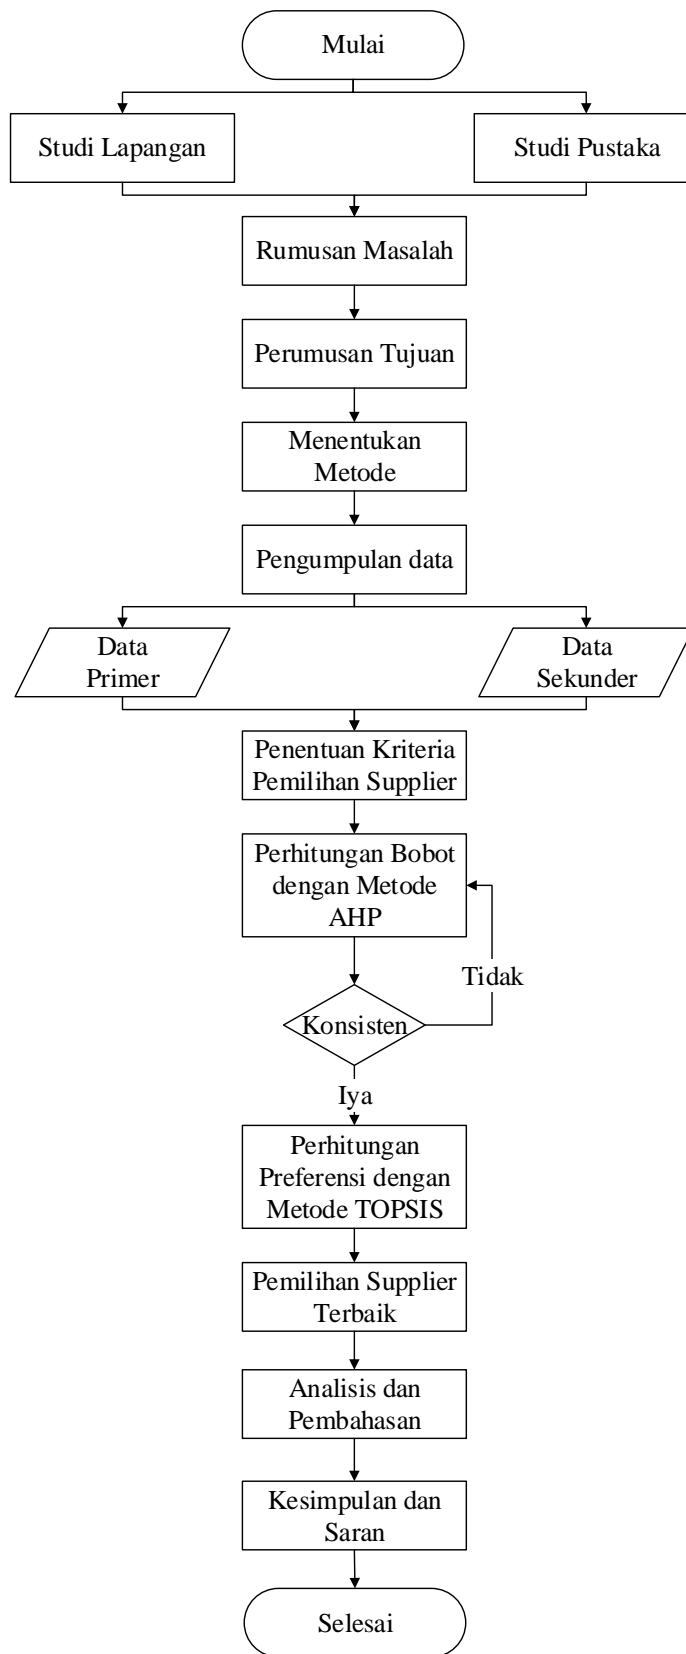 Mulai
Studi Lapangan
Studi Pustaka
Rumusan Masalah
Perumusan Tujuan
Menentukan
Metode
Pengumpulan data
Data
Primer
Data
Sekunder
Penentuan Kriteria
Pemilihan Supplier
Perhitungan Bobot
dengan Metode
AHP
Tidak
Konsisten
Iya
Perhitungan
Preferensi dengan
Metode TOPSIS
Pemilihan Supplier
Terbaik
Analisis dan
Pembahasan
Kesimpulan dan
Saran
Selesai